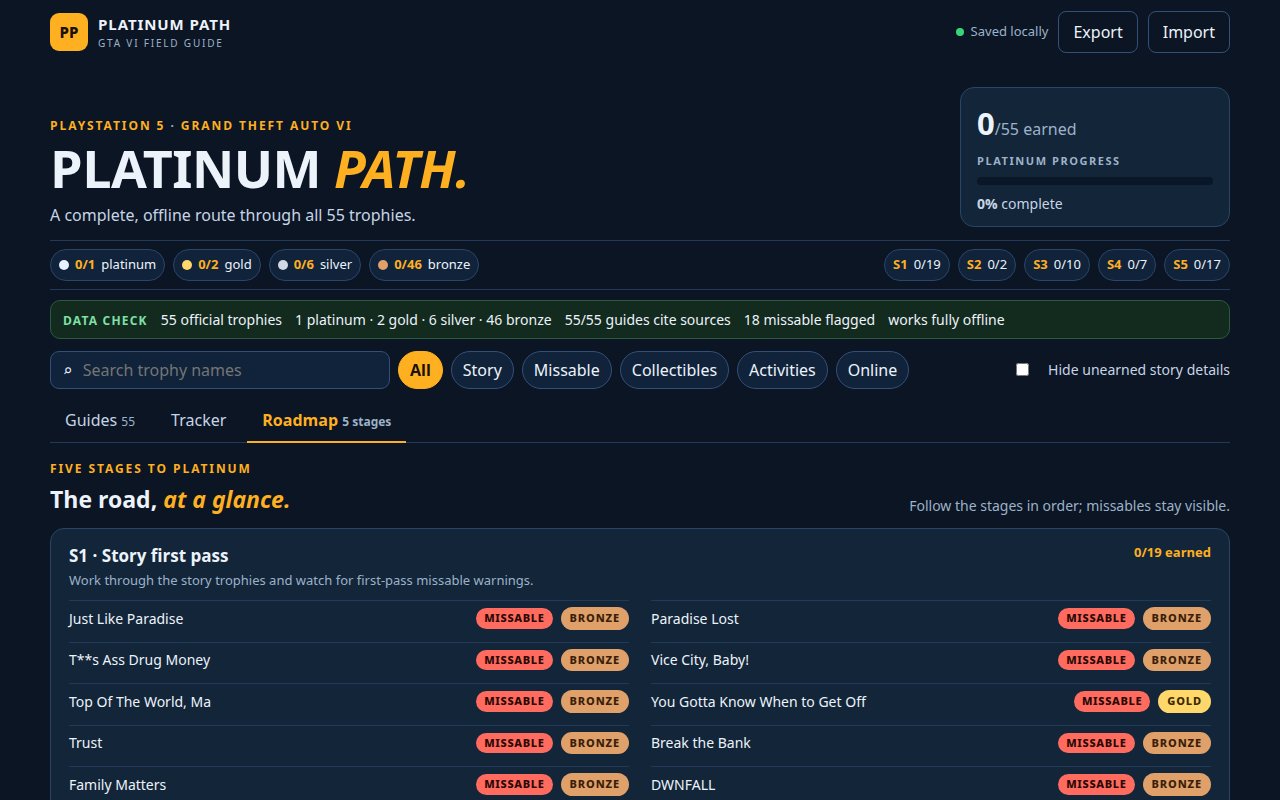 PP PLATINUM PATH
GTA VI FIELD GUIDE
Saved locally Export Import
PLAYSTATION 5 · GRAND THEFT AUTO VI
PLATINUM PATH.
A complete, offline route through all 55 trophies.
0/55 earned
PLATINUM PROGRESS
0% complete
0/1 platinum 0/2 gold 0/6 silver 0/46 bronze S1 0/19 S2 0/2 S3 0/10 S4 0/7 S5 0/17
DATA CHECK 55 official trophies 1 platinum · 2 gold · 6 silver · 46 bronze 55/55 guides cite sources 18 missable flagged works fully offline
Search trophy names All Story Missable Collectibles Activities Online Hide unearned story details
Guides 55 Tracker Roadmap 5 stages
FIVE STAGES TO PLATINUM
The road, at a glance. Follow the stages in order; missables stay visible.
S1 · Story first pass 0/19 earned
Work through the story trophies and watch for first-pass missable warnings.
Just Like Paradise MISSABLE BRONZE Paradise Lost MISSABLE BRONZE
T**s Ass Drug Money MISSABLE BRONZE Vice City, Baby! MISSABLE BRONZE
Top Of The World, Ma MISSABLE BRONZE You Gotta Know When to Get Off MISSABLE GOLD
Trust MISSABLE BRONZE Break the Bank MISSABLE BRONZE
Family Matters MISSABLE BRONZE DWNFALL MISSABLE BRONZE